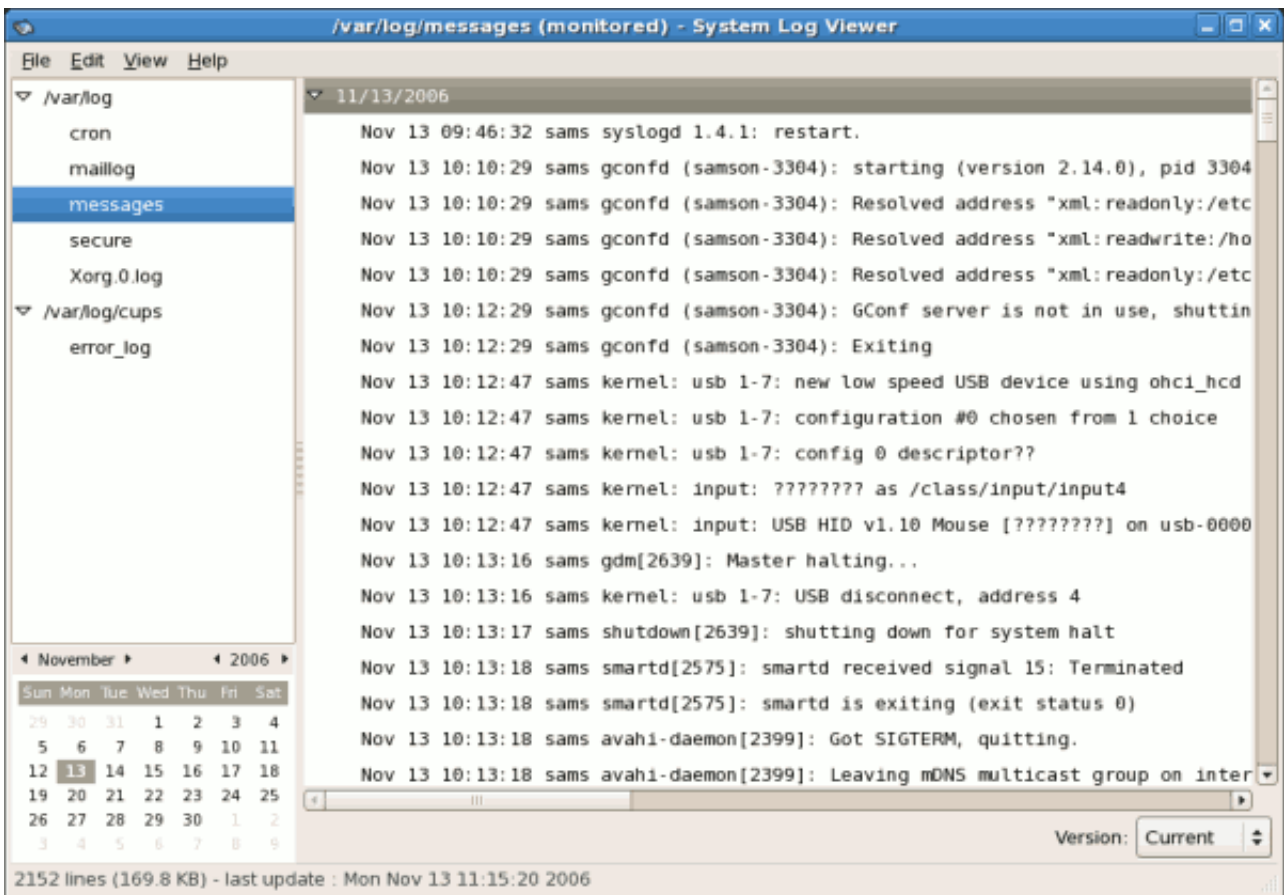 /var/log/messages (monitored) - System Log Viewer
File Edit View Help
/var/log
cron
maillog
messages
secure
Xorg.0.log
/var/log/cups
error_log
11/13/2006
Nov 13 09:46:32 sams syslogd 1.4.1: restart.
Nov 13 10:10:29 sams gconfd (samson-3304): starting (version 2.14.0), pid 3304
Nov 13 10:10:29 sams gconfd (samson-3304): Resolved address "xml:readonly:/etc
Nov 13 10:10:29 sams gconfd (samson-3304): Resolved address "xml:readwrite:/ho
Nov 13 10:10:29 sams gconfd (samson-3304): Resolved address "xml:readonly:/etc
Nov 13 10:12:29 sams gconfd (samson-3304): GConf server is not in use, shuttin
Nov 13 10:12:29 sams gconfd (samson-3304): Exiting
Nov 13 10:12:47 sams kernel: usb 1-7: new low speed USB device using ohci_hcd
Nov 13 10:12:47 sams kernel: usb 1-7: configuration #0 chosen from 1 choice
Nov 13 10:12:47 sams kernel: usb 1-7: config 0 descriptor??
Nov 13 10:12:47 sams kernel: input: ???????? as /class/input/input4
Nov 13 10:12:47 sams kernel: input: USB HID v1.10 Mouse [????????] on usb-0000
Nov 13 10:13:16 sams gdm[2639]: Master halting...
Nov 13 10:13:16 sams kernel: usb 1-7: USB disconnect, address 4
Nov 13 10:13:17 sams shutdown[2639]: shutting down for system halt
Nov 13 10:13:18 sams smartd[2575]: smartd received signal 15: Terminated
Nov 13 10:13:18 sams smartd[2575]: smartd is exiting (exit status 0)
Nov 13 10:13:18 sams avahi-daemon[2399]: Got SIGTERM, quitting.
Nov 13 10:13:18 sams avahi-daemon[2399]: Leaving mDNS multicast group on inter
November 2006
Sun Mon Tue Wed Thu Fri Sat
29 30 31 1 2 3 4
5 6 7 8 9 10 11
12 13 14 15 16 17 18
19 20 21 22 23 24 25
26 27 28 29 30 1 2
3 4 5 6 7 8 9
Version: Current
2152 lines (169.8 KB) - last update : Mon Nov 13 11:15:20 2006